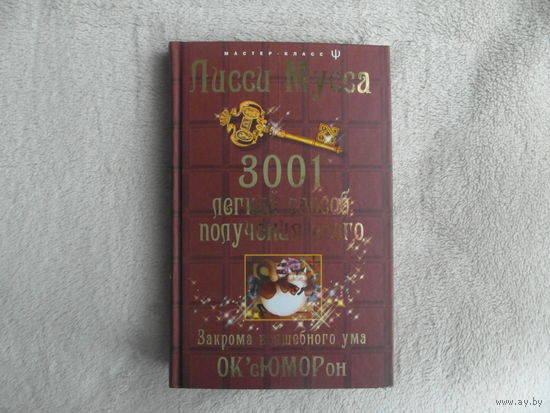 МАСТЕР-КЛАСС Ψ
Лисси Мусса
3001
легкий способ
получения всего
Закрома волшебного ума
ОК'сЮМОРон
www.ay.by